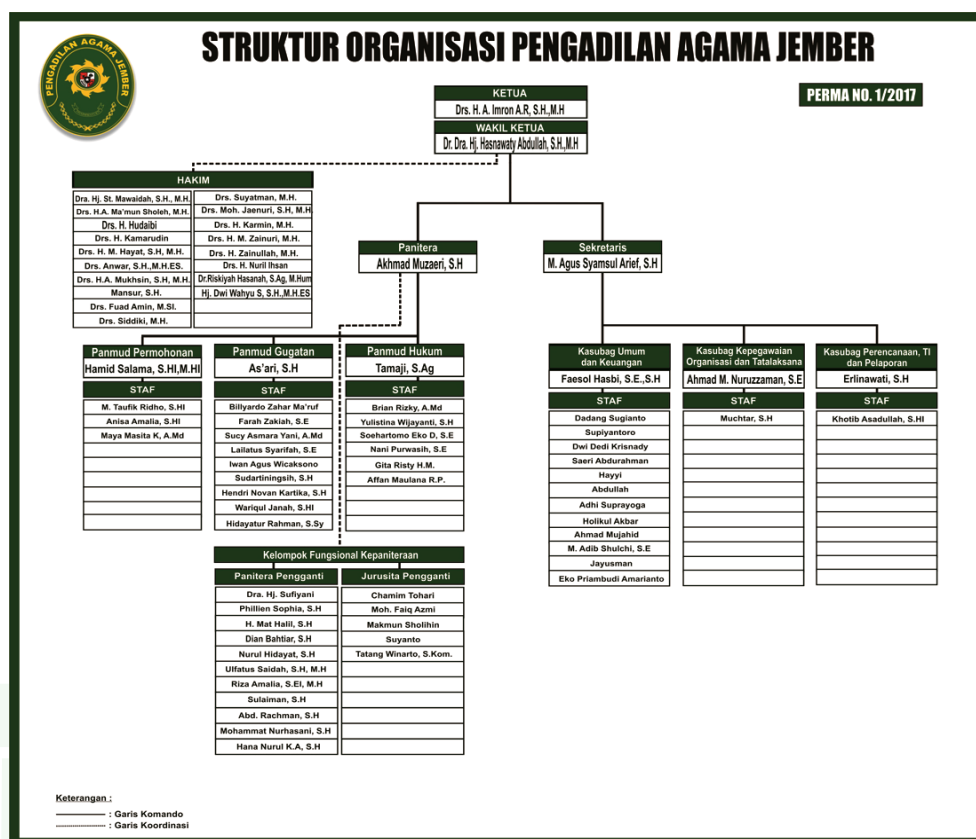 STRUKTUR ORGANISASI PENGADILAN AGAMA JEMBER
PENGADILAN AGAMA JEMBER
PERMA NO. 1/2017
KETUA
Drs. H. A. Imron A.R, S.H.,M.H
WAKIL KETUA
Dr. Dra. Hj. Hasnawaty Abdullah, S.H.,M.H
HAKIM
Dra. Hj. St. Mawaidah, S.H., M.H.
Drs. H.A. Ma'mun Sholeh, M.H.
Drs. H. Hudaibi
Drs. H. Kamarudin
Drs. H. M. Hayat, S.H, M.H.
Drs. Anwar, S.H.,M.H.ES.
Drs. H.A. Mukhsin, S.H, M.H.
Mansur, S.H.
Drs. Fuad Amin, M.SI.
Drs. Siddiki, M.H.
Drs. Suyatman, M.H.
Drs. Moh. Jaenuri, S.H, M.H.
Drs. H. Karmin, M.H.
Drs. H. M. Zainuri, M.H.
Drs. H. Zainullah, M.H.
Drs. H. Nuril Ihsan
Dr.Riskiyah Hasanah, S.Ag, M.Hum
Hj. Dwi Wahyu S, S.H.,M.H.ES
Panitera
Akhmad Muzaeri, S.H
Sekretaris
M. Agus Syamsul Arief, S.H
Panmud Permohonan
Hamid Salama, S.HI,M.HI
STAF
M. Taufik Ridho, S.HI
Anisa Amalia, S.HI
Maya Masita K, A.Md
Panmud Gugatan
As'ari, S.H
STAF
Billyardo Zahar Ma'ruf
Farah Zakiah, S.E
Sucy Asmara Yani, A.Md
Lailatus Syarifah, S.E
Iwan Agus Wicaksono
Sudartiningsih, S.H
Hendri Novan Kartika, S.H
Wariqul Janah, S.HI
Hidayatur Rahman, S.Sy
Panmud Hukum
Tamaji, S.Ag
STAF
Brian Rizky, A.Md
Yulistina Wijayanti, S.H
Soehartomo Eko D, S.E
Nani Purwasih, S.E
Gita Risty H.M.
Affan Maulana R.P.
Kasubag Umum
dan Keuangan
Faesol Hasbi, S.E.,S.H
STAF
Dadang Sugianto
Supiyantoro
Dwi Dedi Krisnady
Saeri Abdurahman
Hayyi
Abdullah
Adhi Suprayoga
Holikul Akbar
Ahmad Mujahid
M. Adib Shulchi, S.E
Jayusman
Eko Priambudi Amarianto
Kasubag Kepegawaian
Organisasi dan Tatalaksana
Ahmad M. Nuruzzaman, S.E
STAF
Muchtar, S.H
Kasubag Perencanaan, TI
dan Pelaporan
Erlinawati, S.H
STAF
Khotib Asadullah, S.HI
Kelompok Fungsional Kepaniteraan
Panitera Pengganti
Dra. Hj. Sufiyani
Phillien Sophia, S.H
H. Mat Halil, S.H
Dian Bahtiar, S.H
Nurul Hidayat, S.H
Ulfatus Saidah, S.H, M.H
Riza Amalia, S.EI, M.H
Sulaiman, S.H
Abd. Rachman, S.H
Mohammat Nurhasani, S.H
Hana Nurul K.A, S.H
Jurusita Pengganti
Chamim Tohari
Moh. Faiq Azmi
Makmun Sholihin
Suyanto
Tatang Winarto, S.Kom.
Keterangan :
: Garis Komando
: Garis Koordinasi